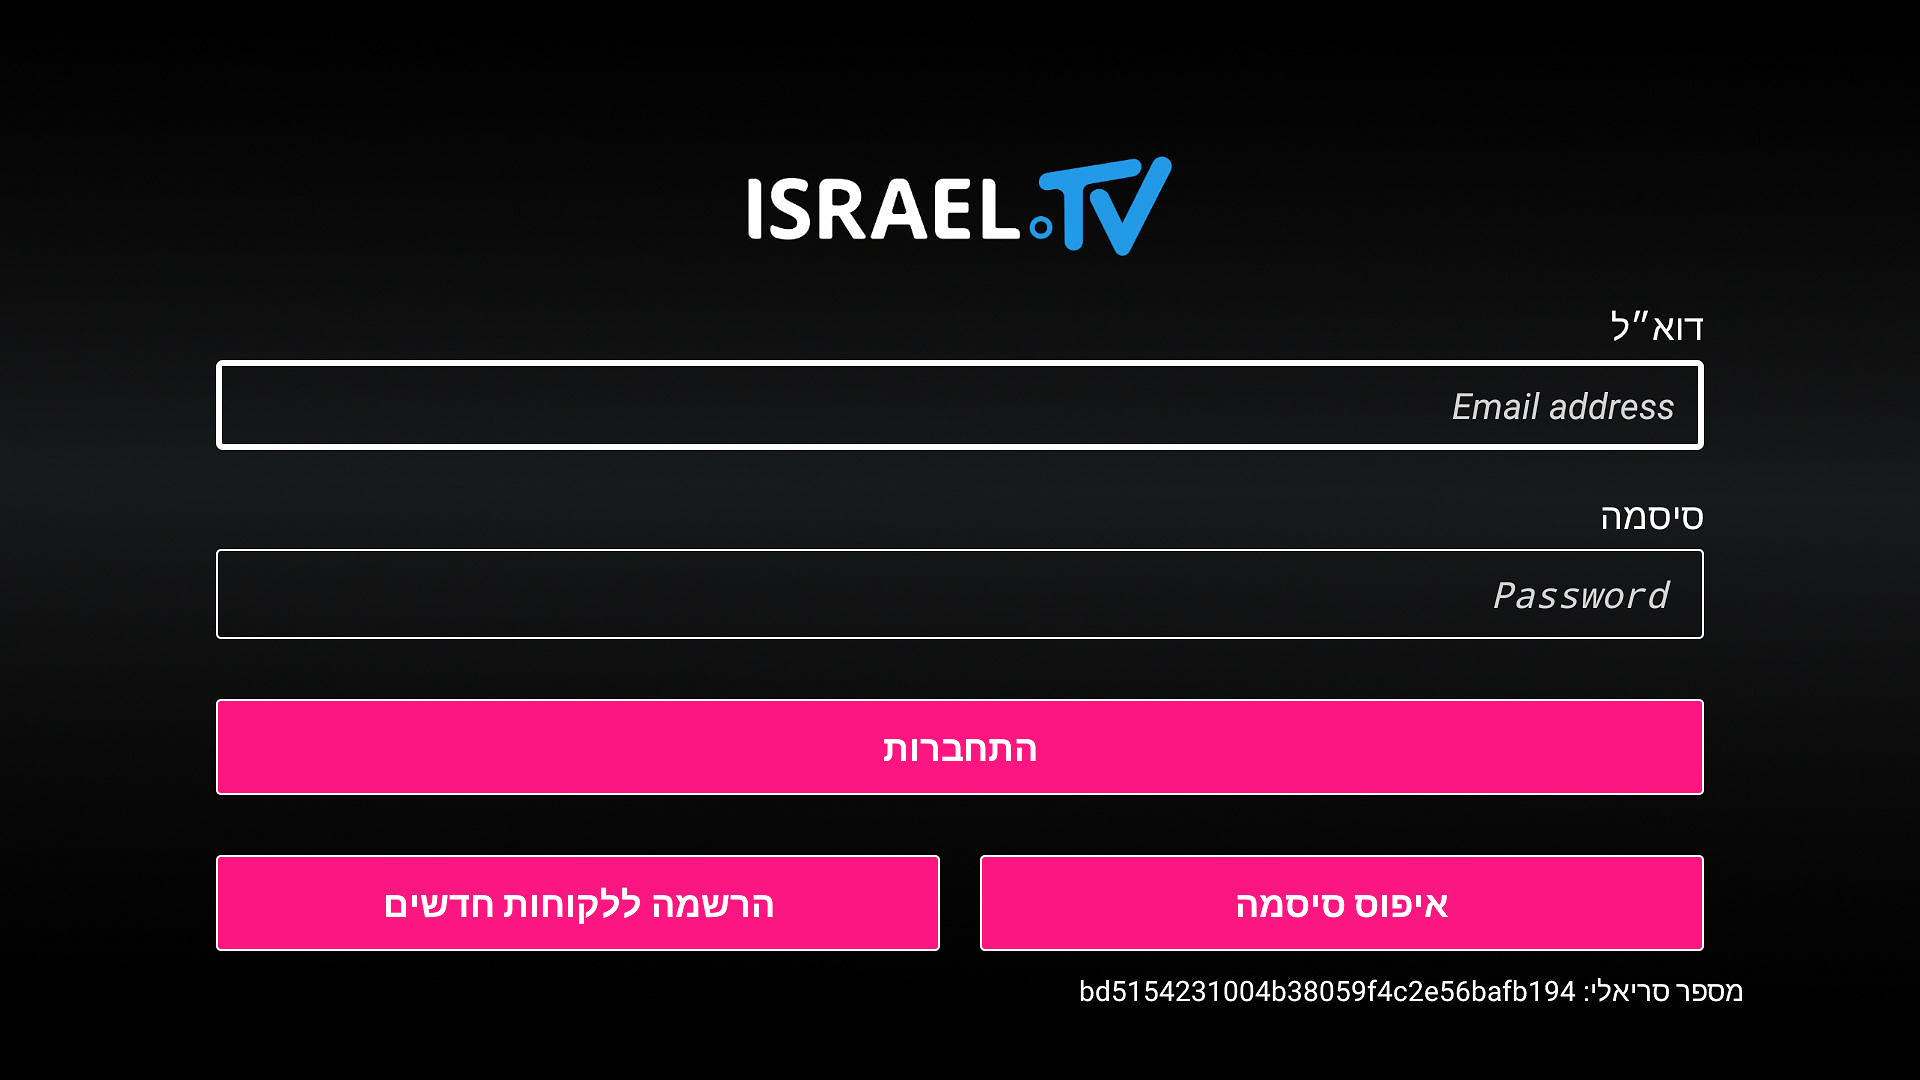 ISRAEL.TV
דוא״ל
Email address
סיסמה
Password
התחברות
איפוס סיסמה
הרשמה ללקוחות חדשים
מספר סריאלי: bd5154231004b38059f4c2e56bafb194